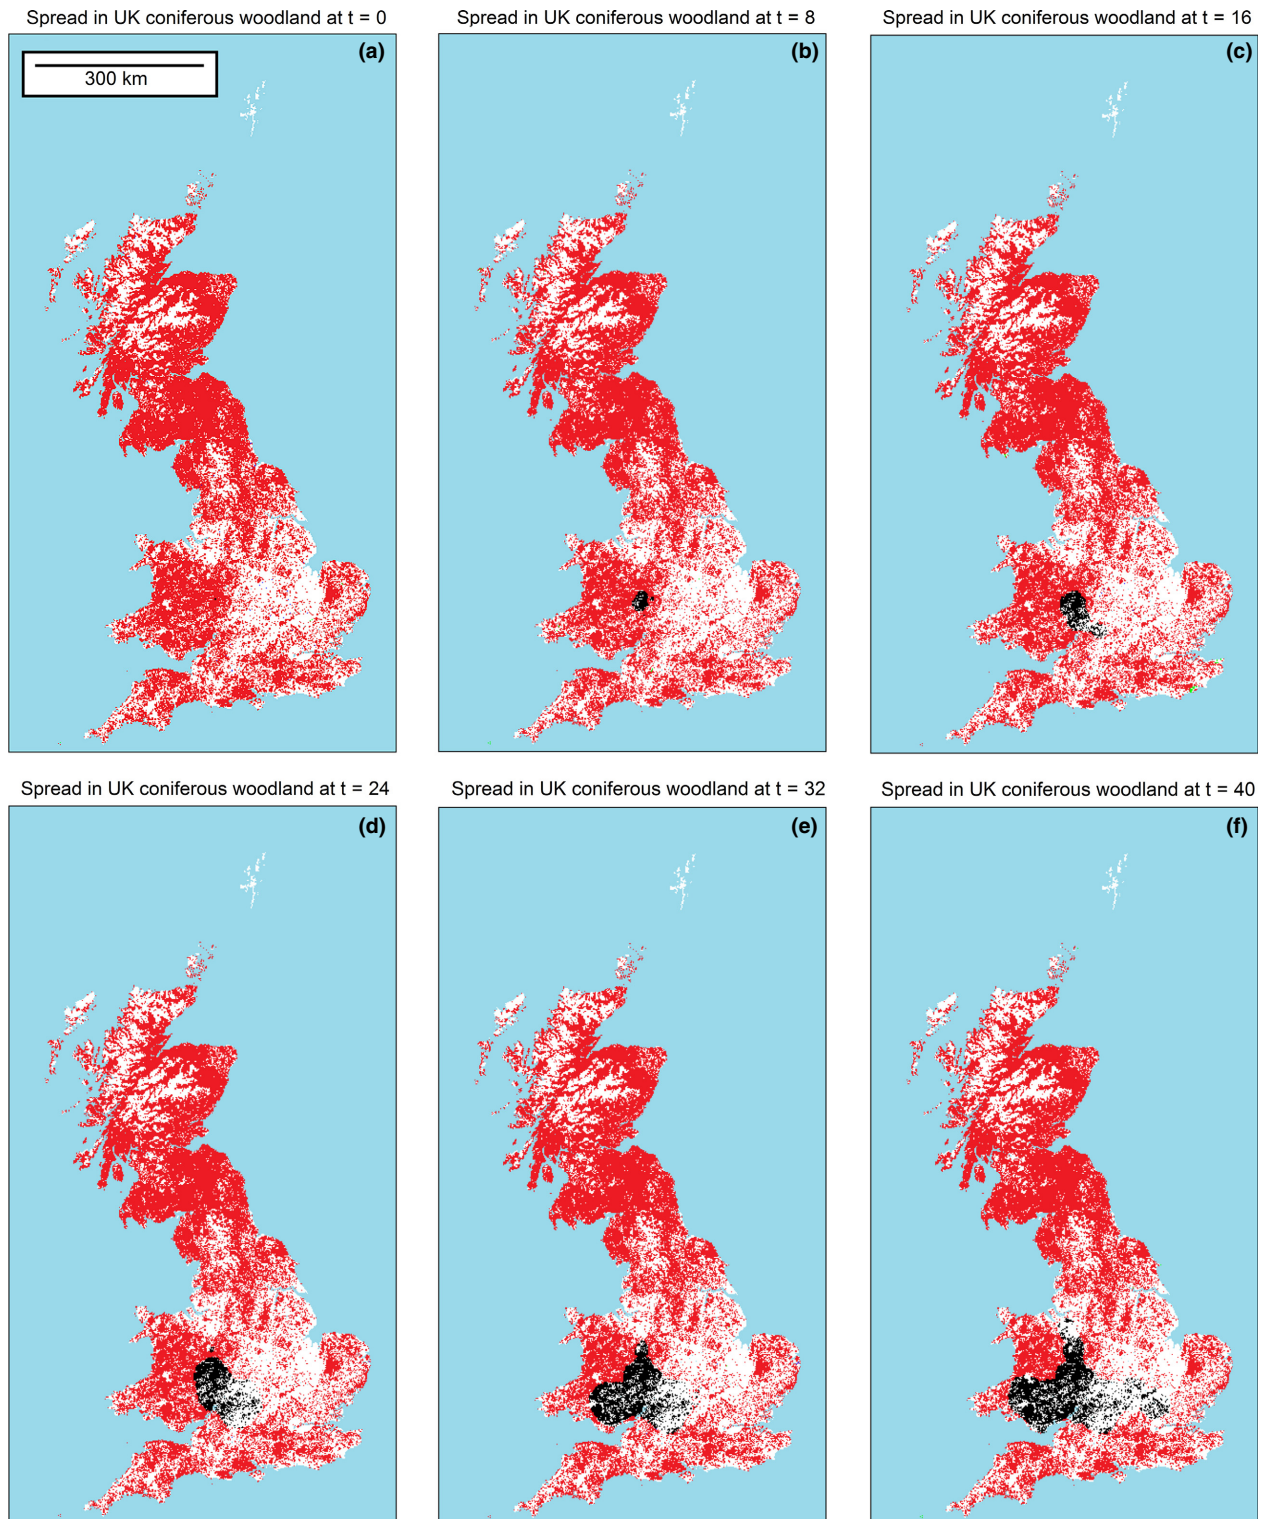 Spread in UK coniferous woodland at t = 0
(a)
300 km
Spread in UK coniferous woodland at t = 8
(b)
Spread in UK coniferous woodland at t = 16
(c)
Spread in UK coniferous woodland at t = 24
(d)
Spread in UK coniferous woodland at t = 32
(e)
Spread in UK coniferous woodland at t = 40
(f)